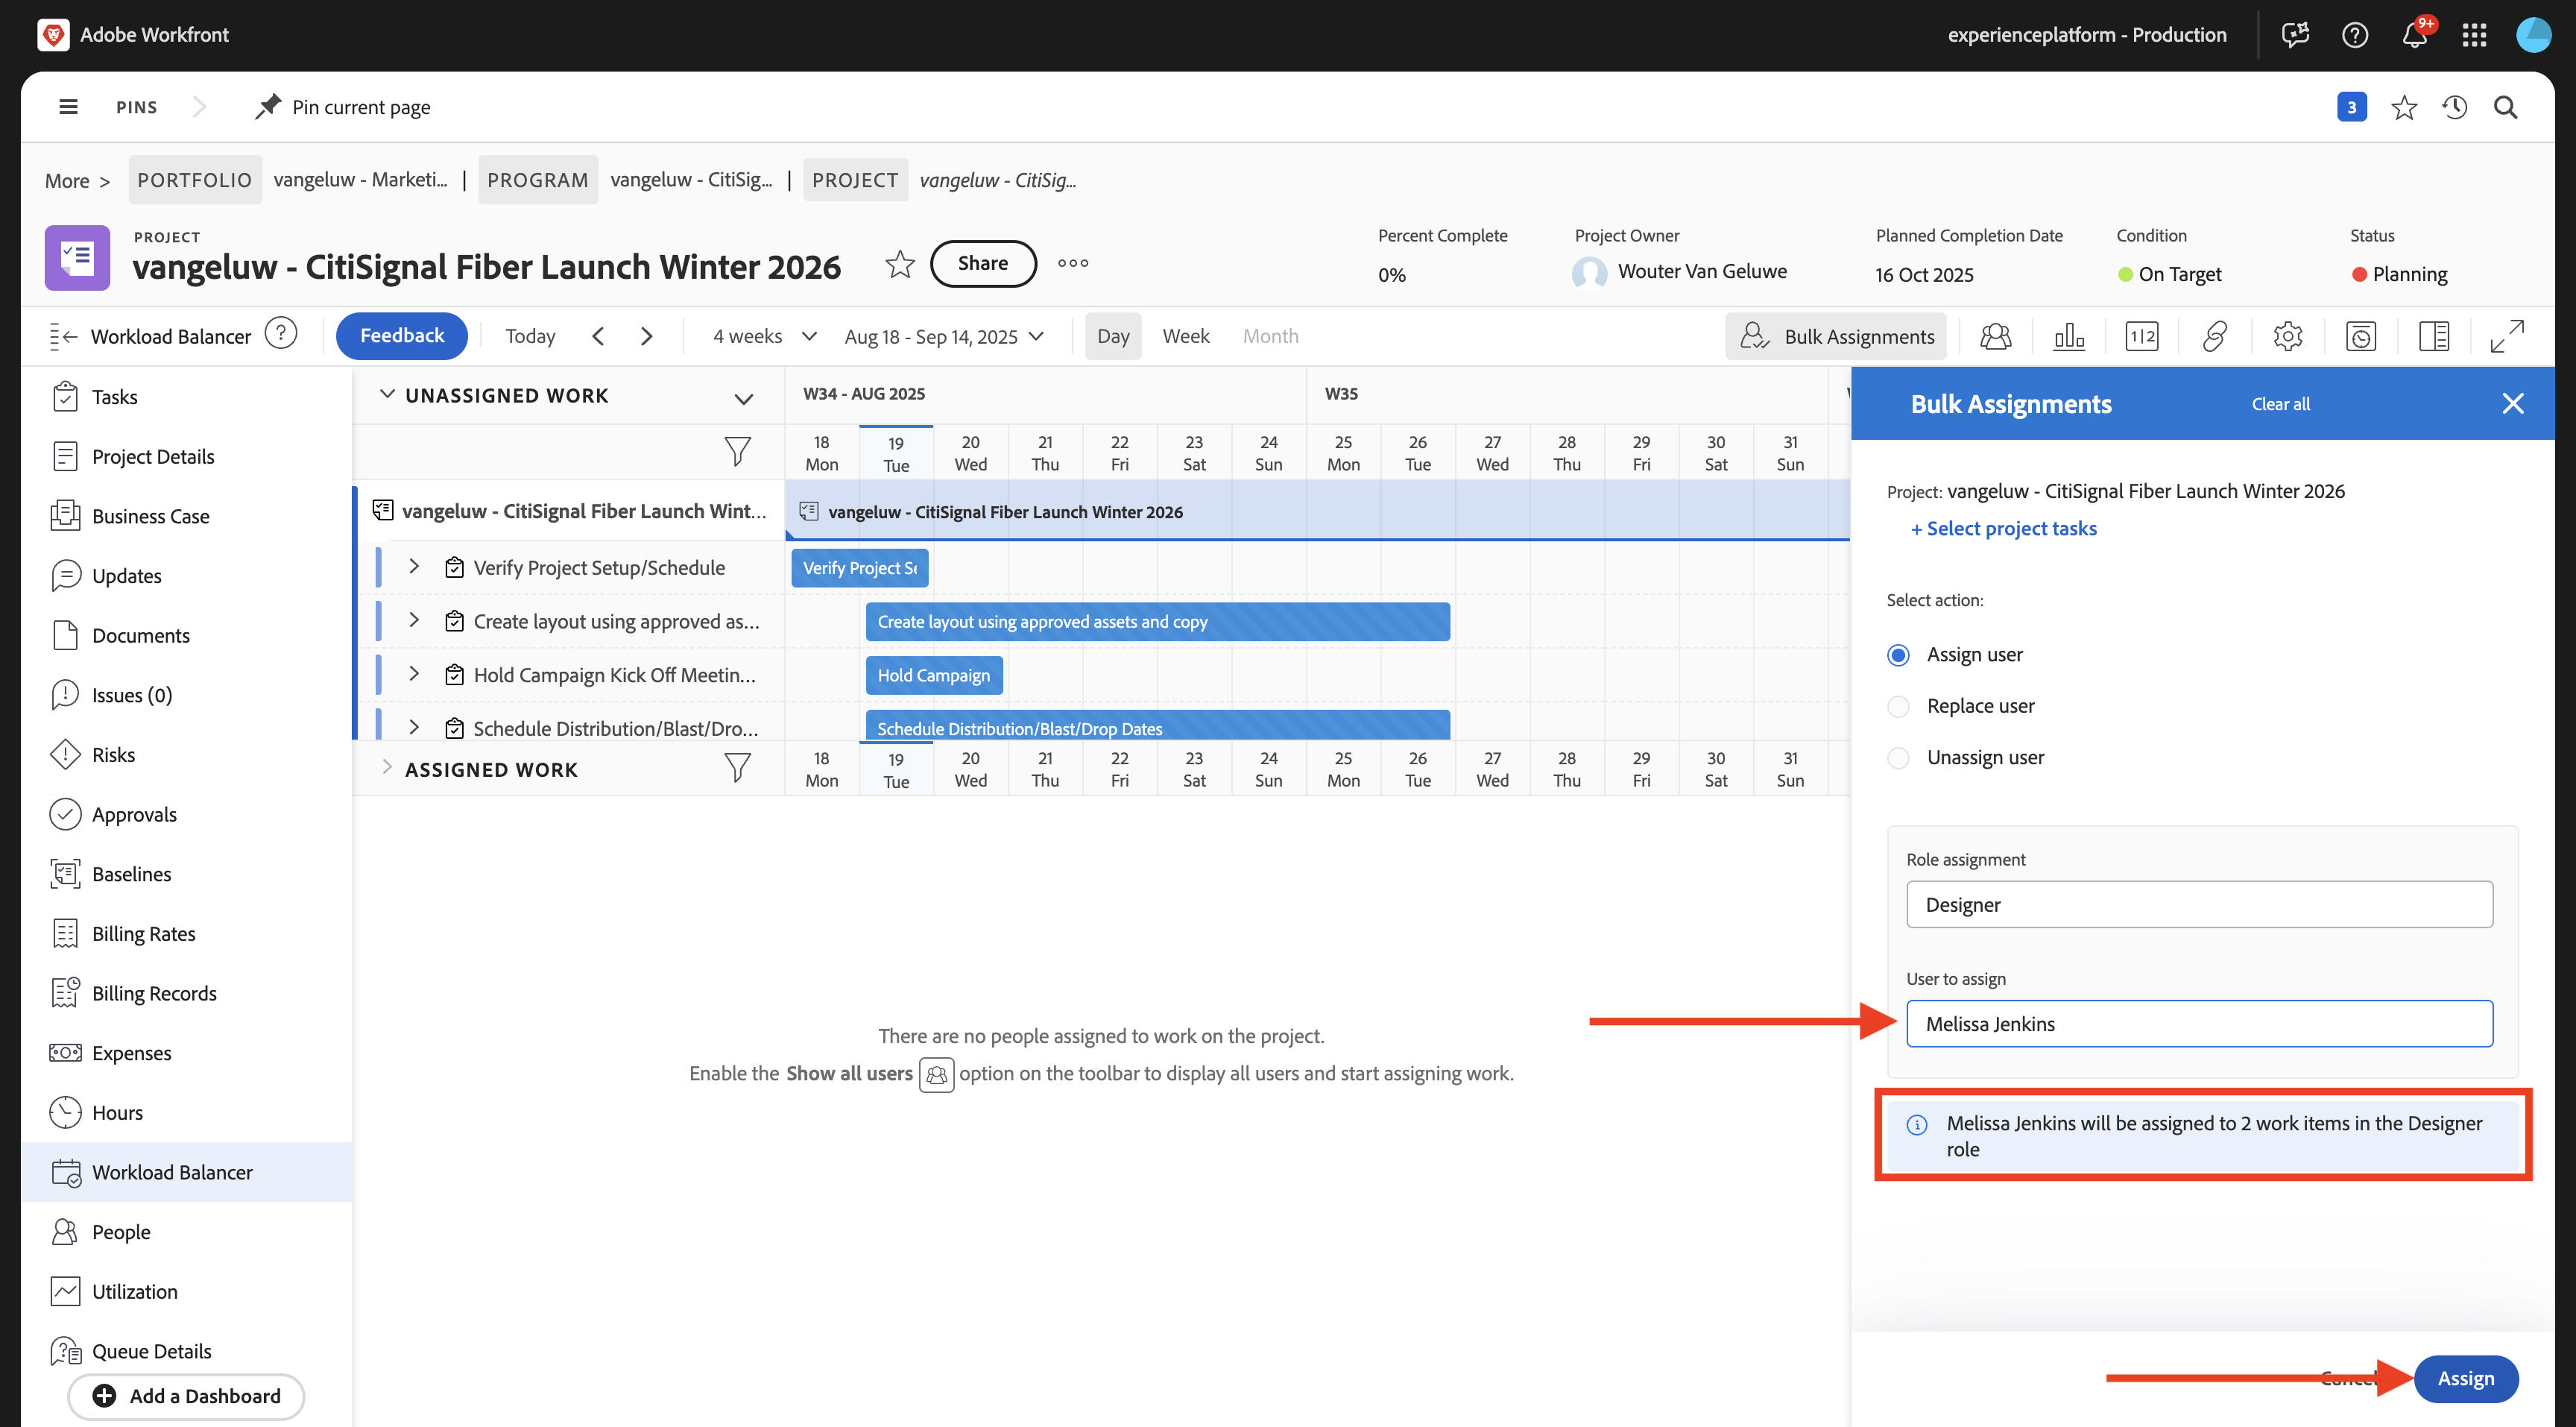 Adobe Workfront
experienceplatform - Production
9+
PINS
Pin current page
3
More >
PORTFOLIO
vangeluw - Marketi...
|
PROGRAM
vangeluw - CitiSig...
|
PROJECT
vangeluw - CitiSig...
PROJECT
vangeluw - CitiSignal Fiber Launch Winter 2026
Share
Percent Complete
0%
Project Owner
Wouter Van Geluwe
Planned Completion Date
16 Oct 2025
Condition
On Target
Status
Planning
Workload Balancer
Feedback
Today
4 weeks
Aug 18 - Sep 14, 2025
Day
Week
Month
Bulk Assignments
1|2
Tasks
Project Details
Business Case
Updates
Documents
Issues (0)
Risks
Approvals
Baselines
Billing Rates
Billing Records
Expenses
Hours
Workload Balancer
People
Utilization
Queue Details
Add a Dashboard
UNASSIGNED WORK
W34 - AUG 2025
W35
18 Mon
19 Tue
20 Wed
21 Thu
22 Fri
23 Sat
24 Sun
25 Mon
26 Tue
27 Wed
28 Thu
29 Fri
30 Sat
31 Sun
vangeluw - CitiSignal Fiber Launch Wint...
vangeluw - CitiSignal Fiber Launch Winter 2026
Verify Project Setup/Schedule
Verify Project Se
Create layout using approved as...
Create layout using approved assets and copy
Hold Campaign Kick Off Meetin...
Hold Campaign
Schedule Distribution/Blast/Dro...
Schedule Distribution/Blast/Drop Dates
ASSIGNED WORK
18 Mon
19 Tue
20 Wed
21 Thu
22 Fri
23 Sat
24 Sun
25 Mon
26 Tue
27 Wed
28 Thu
29 Fri
30 Sat
31 Sun
There are no people assigned to work on the project.
Enable the Show all users option on the toolbar to display all users and start assigning work.
Bulk Assignments
Clear all
Project: vangeluw - CitiSignal Fiber Launch Winter 2026
+ Select project tasks
Select action:
Assign user
Replace user
Unassign user
Role assignment
Designer
User to assign
Melissa Jenkins
Melissa Jenkins will be assigned to 2 work items in the Designer
role
Cancel
Assign